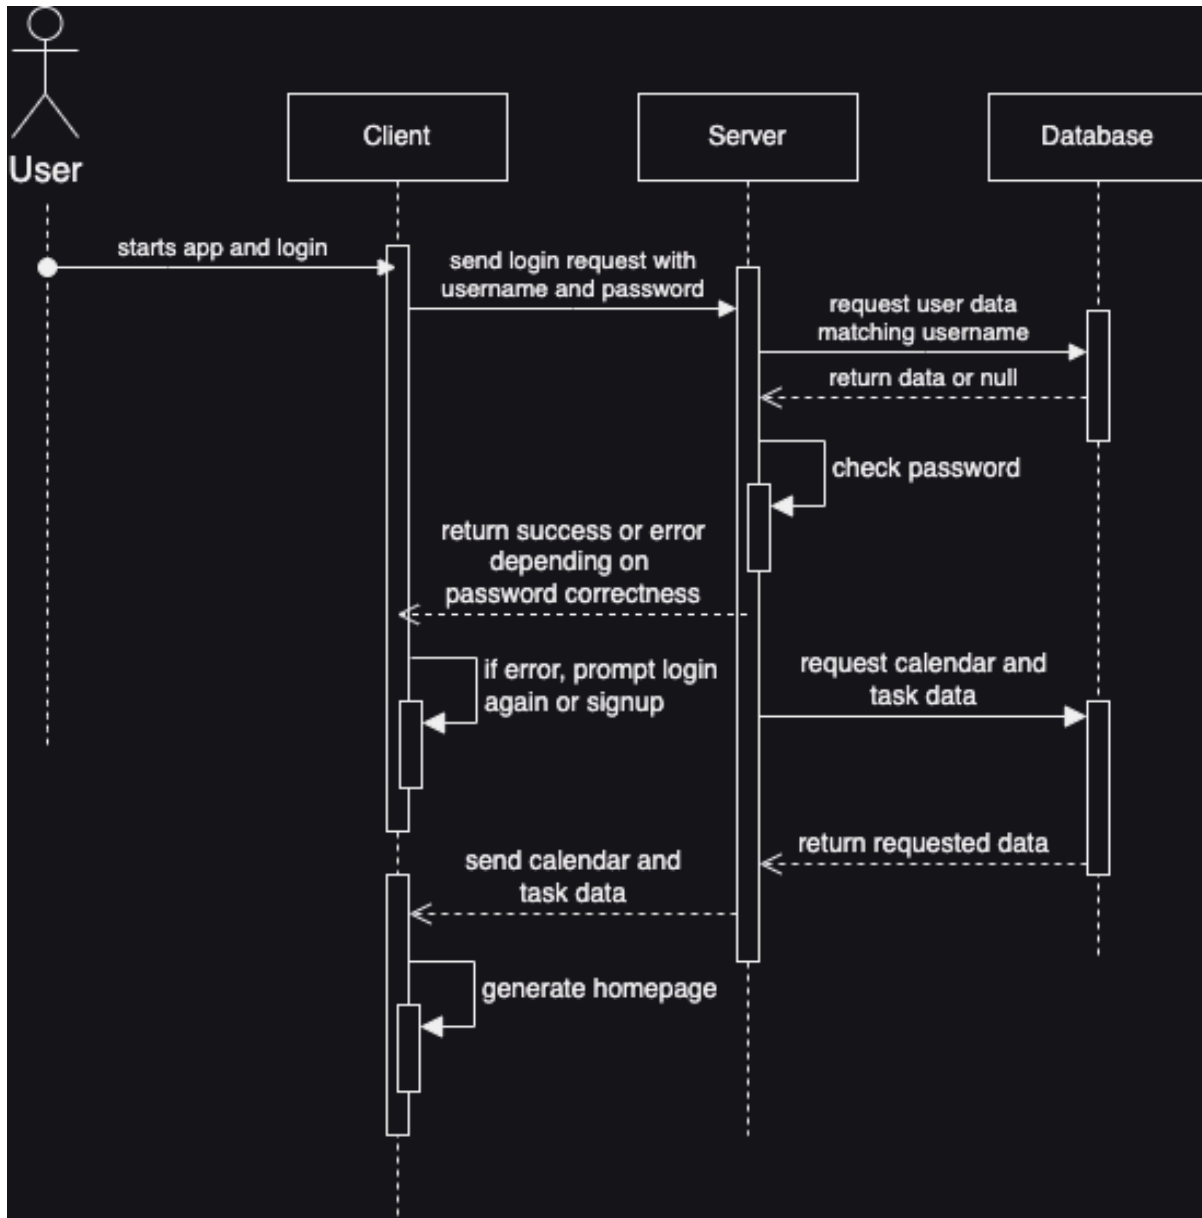 User
Client
Server
Database
starts app and login
send login request with
username and password
request user data
matching username
return data or null
check password
return success or error
depending on
password correctness
if error, prompt login
again or signup
request calendar and
task data
return requested data
send calendar and
task data
generate homepage